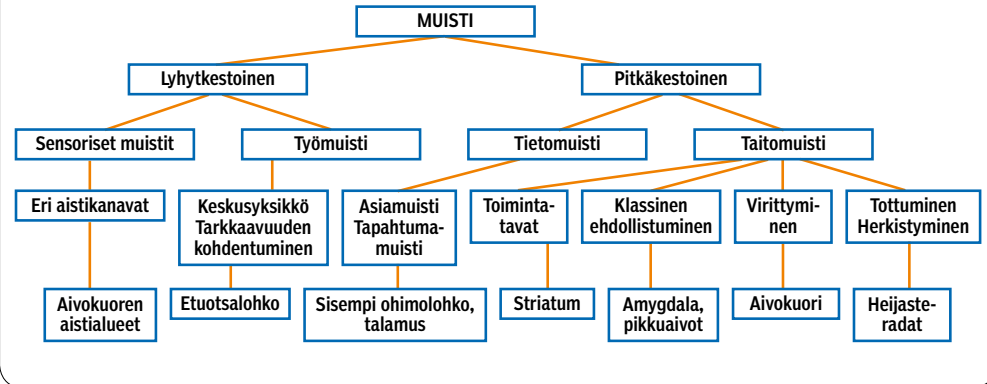 MUISTI
Lyhytkestoinen
Pitkäkestoinen
Sensoriset muistit
Työmuisti
Tietomuisti
Taitomuisti
Eri aistikanavat
Keskusyksikkö
Tarkkaavuuden
kohdentuminen
Asiamuisti
Tapahtuma-
muisti
Toiminta-
tavat
Klassinen
ehdollistuminen
Virittymi-
nen
Tottuminen
Herkistyminen
Aivokuoren
aistialueet
Etuotsalohko
Sisempi ohimolohko,
talamus
Striatum
Amygdala,
pikkuaivot
Aivokuori
Heijaste-
radat